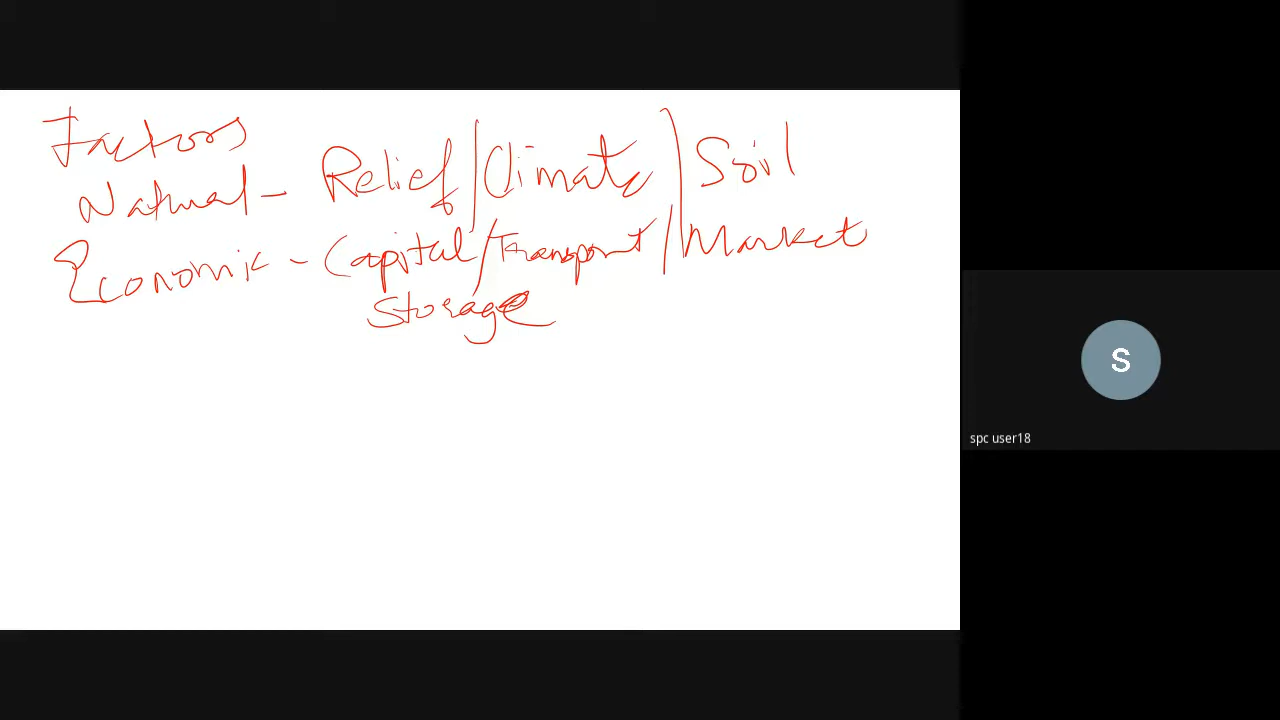 Factors
Natural - Relief/Climate/Soil
Economic - Capital/Transport/Market
Storage
S
spc user18